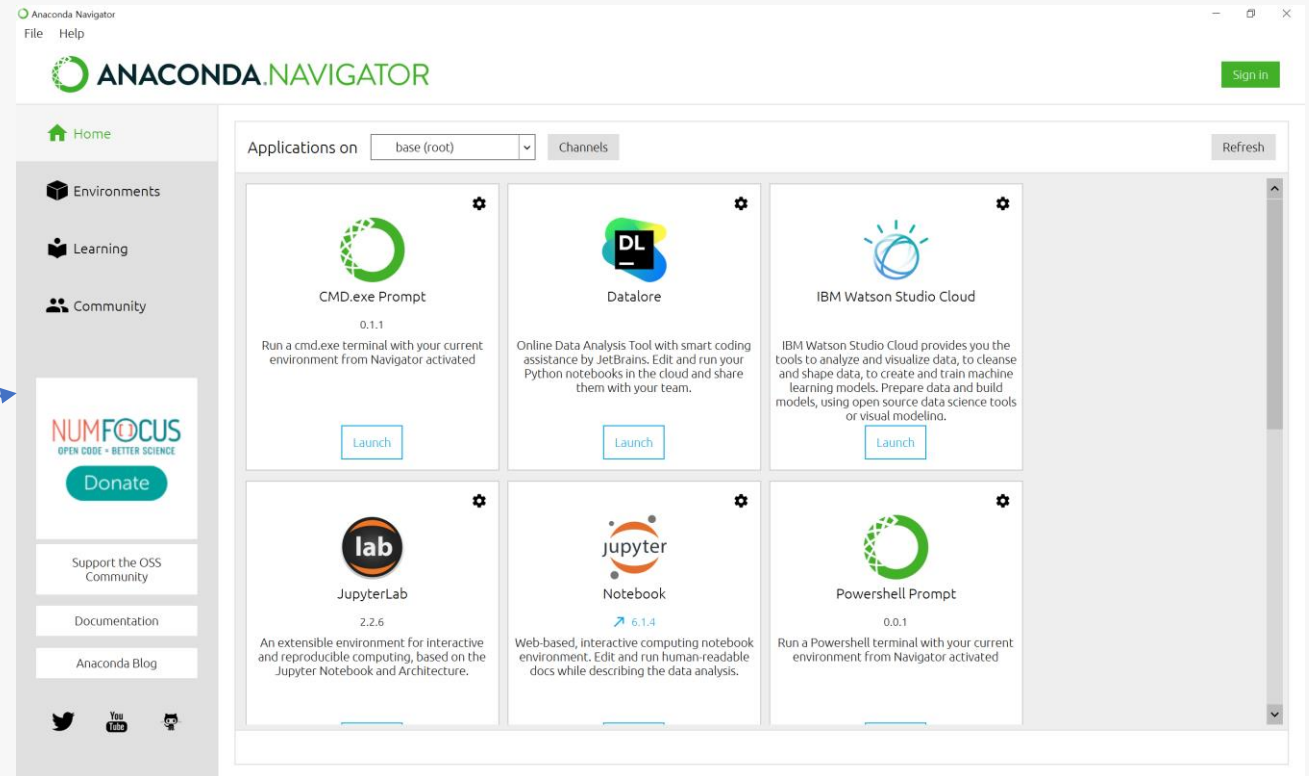 Anaconda Navigator
File Help
ANACONDA.NAVIGATOR
Sign in
Home
Environments
Learning
Community
NUMFOCUS
OPEN CODE = BETTER SCIENCE
Donate
Support the OSS
Community
Documentation
Anaconda Blog
You
Tube
Applications on base (root) Channels Refresh
CMD.exe Prompt
0.1.1
Run a cmd.exe terminal with your current
environment from Navigator activated
Launch
DL
Datalore
Online Data Analysis Tool with smart coding
assistance by JetBrains. Edit and run your
Python notebooks in the cloud and share
them with your team.
Launch
IBM Watson Studio Cloud
IBM Watson Studio Cloud provides you the
tools to analyze and visualize data, to cleanse
and shape data, to create and train machine
learning models. Prepare data and build
models, using open source data science tools
or visual modeling.
Launch
lab
JupyterLab
2.2.6
An extensible environment for interactive
and reproducible computing, based on the
Jupyter Notebook and Architecture.
jupyter
Notebook
6.1.4
Web-based, interactive computing notebook
environment. Edit and run human-readable
docs while describing the data analysis.
Powershell Prompt
0.0.1
Run a Powershell terminal with your current
environment from Navigator activated